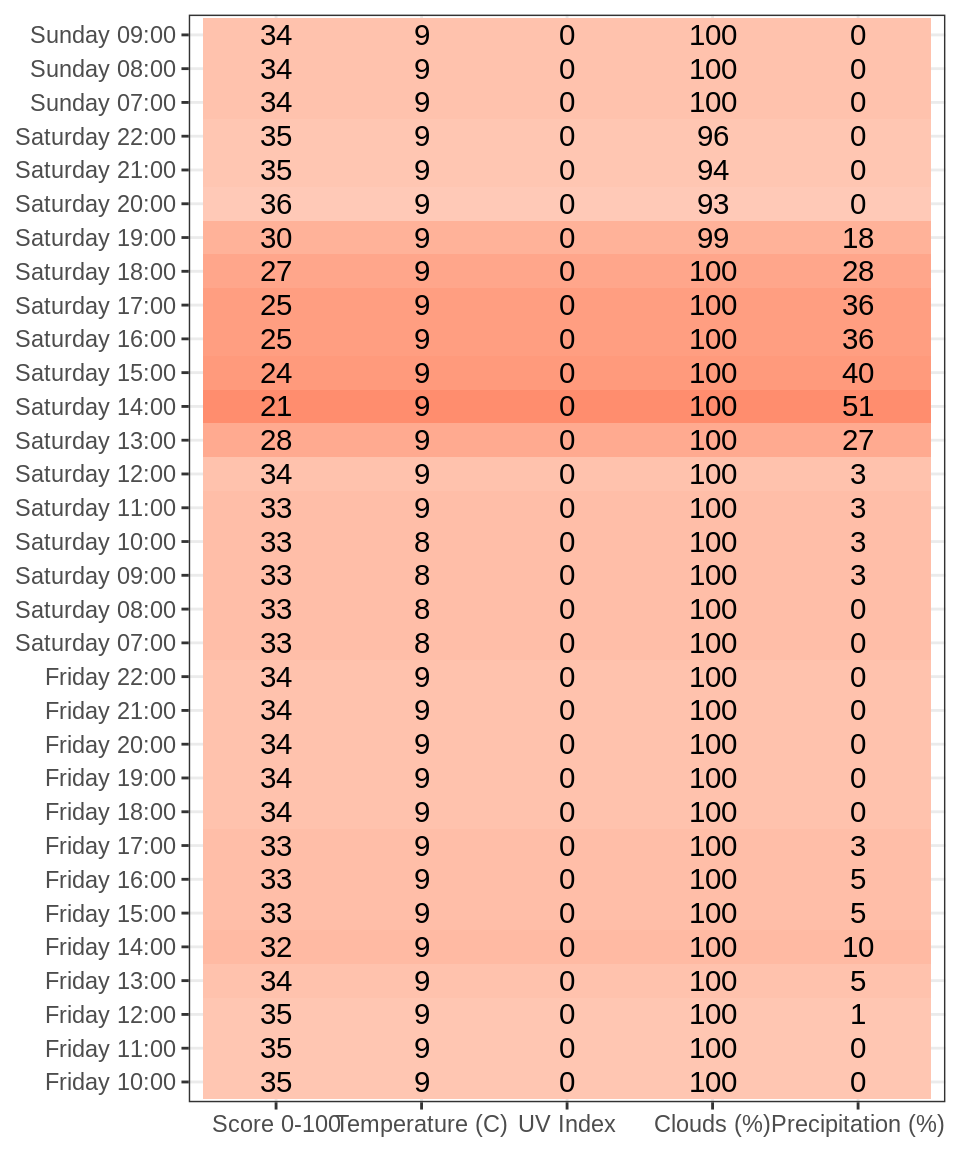 Sunday 09:00 34 9 0 100 0
Sunday 08:00 34 9 0 100 0
Sunday 07:00 34 9 0 100 0
Saturday 22:00 35 9 0 96 0
Saturday 21:00 35 9 0 94 0
Saturday 20:00 36 9 0 93 0
Saturday 19:00 30 9 0 99 18
Saturday 18:00 27 9 0 100 28
Saturday 17:00 25 9 0 100 36
Saturday 16:00 25 9 0 100 36
Saturday 15:00 24 9 0 100 40
Saturday 14:00 21 9 0 100 51
Saturday 13:00 28 9 0 100 27
Saturday 12:00 34 9 0 100 3
Saturday 11:00 33 9 0 100 3
Saturday 10:00 33 8 0 100 3
Saturday 09:00 33 8 0 100 3
Saturday 08:00 33 8 0 100 0
Saturday 07:00 33 8 0 100 0
Friday 22:00 34 9 0 100 0
Friday 21:00 34 9 0 100 0
Friday 20:00 34 9 0 100 0
Friday 19:00 34 9 0 100 0
Friday 18:00 34 9 0 100 0
Friday 17:00 33 9 0 100 3
Friday 16:00 33 9 0 100 5
Friday 15:00 33 9 0 100 5
Friday 14:00 32 9 0 100 10
Friday 13:00 34 9 0 100 5
Friday 12:00 35 9 0 100 1
Friday 11:00 35 9 0 100 0
Friday 10:00 35 9 0 100 0
Score 0-100 Temperature (C) UV Index Clouds (%) Precipitation (%)